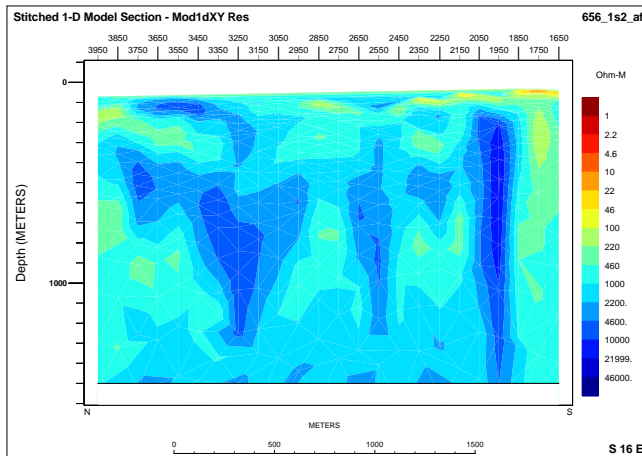 Stitched 1-D Model Section - Mod1dXY Res
656_1s2_af
3850 3650 3450 3250 3050 2850 2650 2450 2250 2050 1850 1650
3950 3750 3550 3350 3150 2950 2750 2550 2350 2150 1950 1750
0
1000
Depth (METERS)
N
S
METERS
0 500 1000 1500
Ohm-M
1
2.2
4.6
10
22
46
100
220
460
1000
2200.
4600.
10000
21999.
46000.
S 16 E